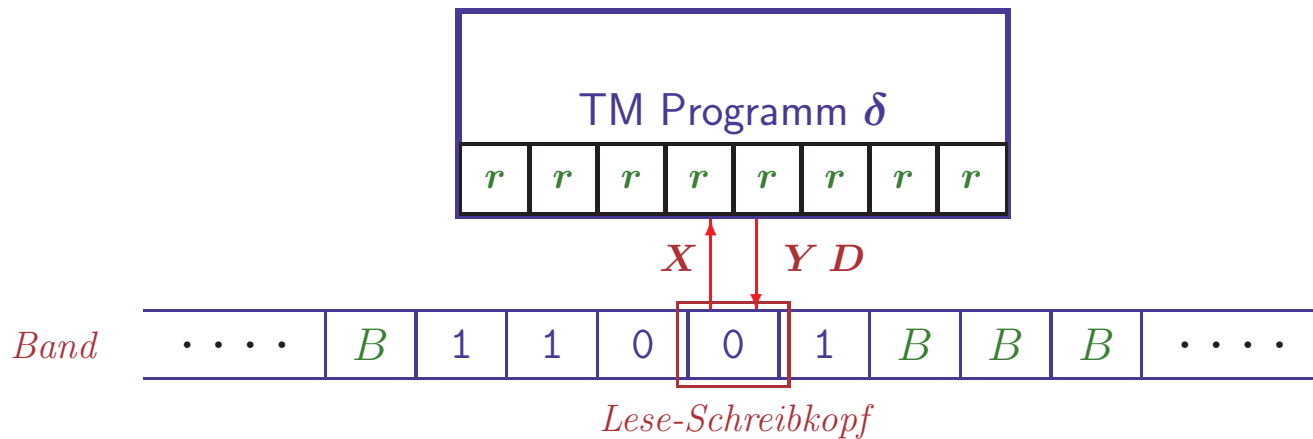 TM Programm δ
r r r r r r r r
X Y D
Band · · · · B 1 1 0 0 1 B B B · · · ·
Lese-Schreibkopf